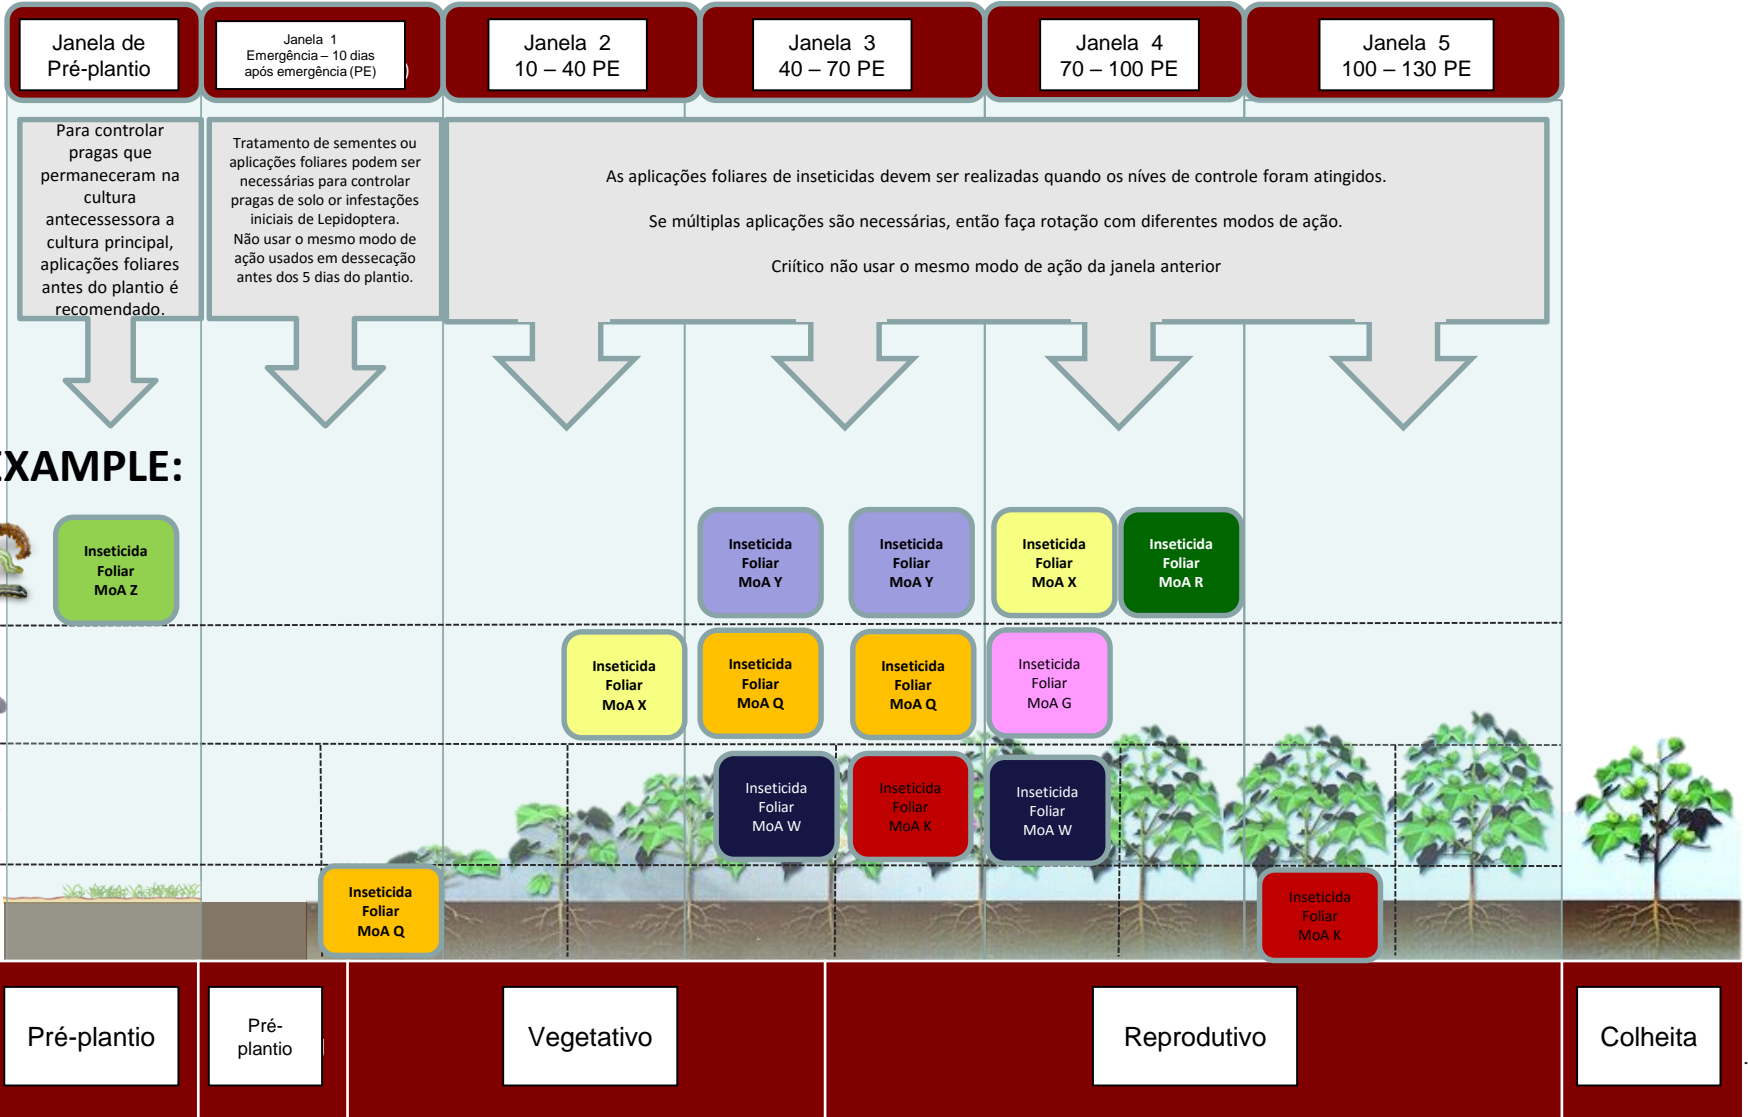 Janela de
Pré-plantio
Janela 1
Emergência – 10 dias
após emergência (PE)
)
Janela 2
10 – 40 PE
Janela 3
40 – 70 PE
Janela 4
70 – 100 PE
Janela 5
100 – 130 PE
Para controlar
pragas que
permaneceram na
cultura
antecessessora a
cultura principal,
aplicações foliares
antes do plantio é
recomendado.
Tratamento de sementes ou
aplicações foliares podem ser
necessárias para controlar
pragas de solo or infestações
iniciais de Lepidoptera.
Não usar o mesmo modo de
ação usados em dessecação
antes dos 5 dias do plantio.
As aplicações foliares de inseticidas devem ser realizadas quando os níves de controle foram atingidos.
Se múltiplas aplicações são necessárias, então faça rotação com diferentes modos de ação.
Criítico não usar o mesmo modo de ação da janela anterior
EXAMPLE:
Inseticida
Foliar
MoA Z
Inseticida
Foliar
MoA Y
Inseticida
Foliar
MoA Y
Inseticida
Foliar
MoA X
Inseticida
Foliar
MoA R
Inseticida
Foliar
MoA X
Inseticida
Foliar
MoA Q
Inseticida
Foliar
MoA Q
Inseticida
Foliar
MoA G
Inseticida
Foliar
MoA W
Inseticida
Foliar
MoA K
Inseticida
Foliar
MoA W
Inseticida
Foliar
MoA Q
Inseticida
Foliar
MoA K
Pré-plantio
Pré-
plantio
Vegetativo
Reprodutivo
Colheita